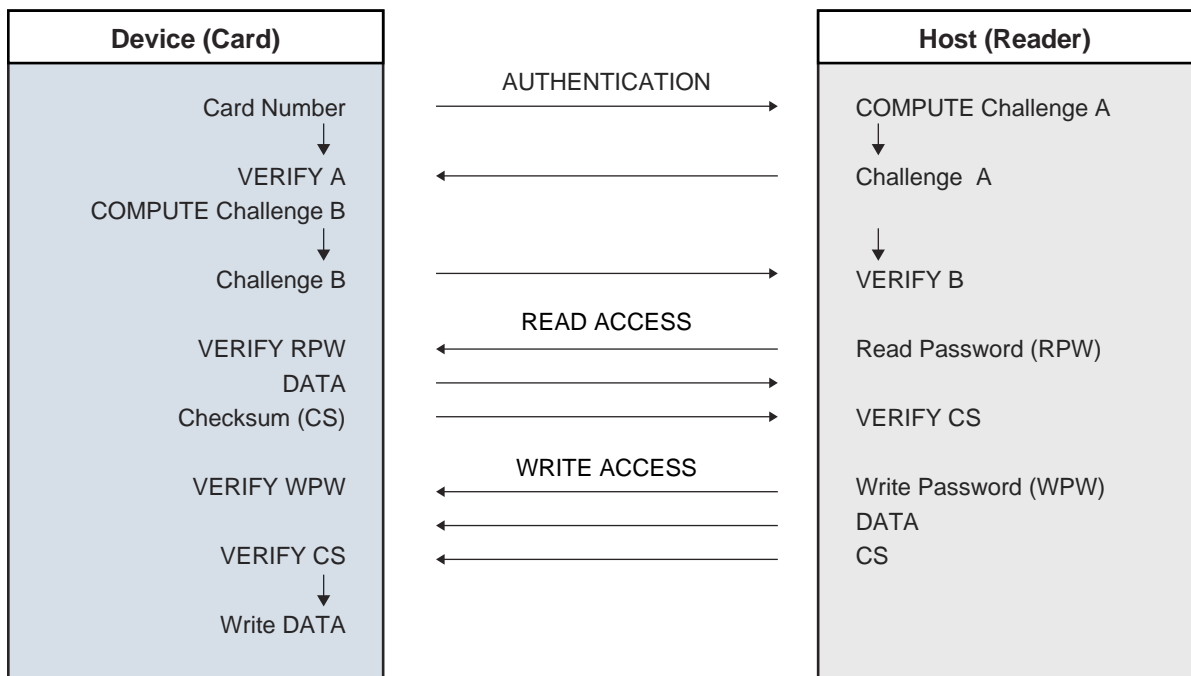 Device (Card)
Host (Reader)
AUTHENTICATION
Card Number
COMPUTE Challenge A
VERIFY A
Challenge A
COMPUTE Challenge B
Challenge B
VERIFY B
READ ACCESS
VERIFY RPW
Read Password (RPW)
DATA
Checksum (CS)
VERIFY CS
WRITE ACCESS
VERIFY WPW
Write Password (WPW)
DATA
VERIFY CS
CS
Write DATA